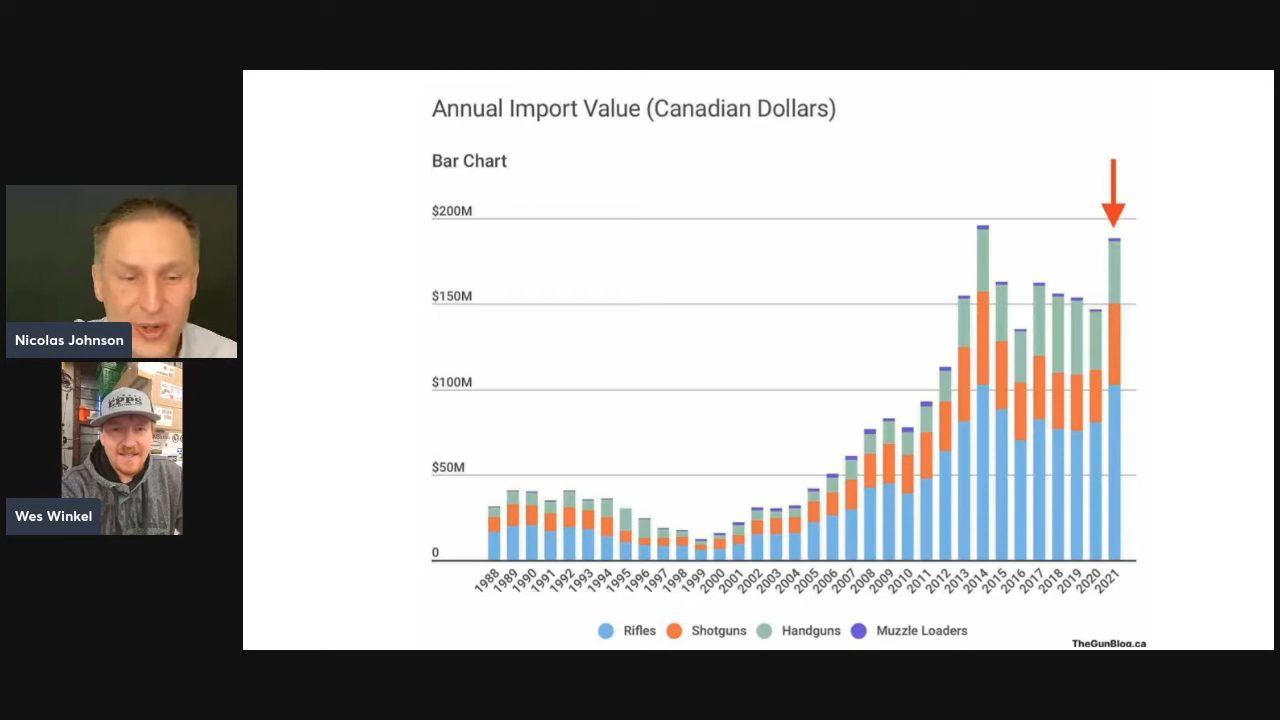 Annual Import Value (Canadian Dollars)
Bar Chart
$200M
$150M
$100M
$50M
0
1988 1989 1990 1991 1992 1993 1994 1995 1996 1997 1998 1999 2000 2001 2002 2003 2004 2005 2006 2007 2008 2009 2010 2011 2012 2013 2014 2015 2016 2017 2018 2019 2020 2021
Rifles Shotguns Handguns Muzzle Loaders
TheGunBlog.ca
Nicolas Johnson
EPPS
Wes Winkel